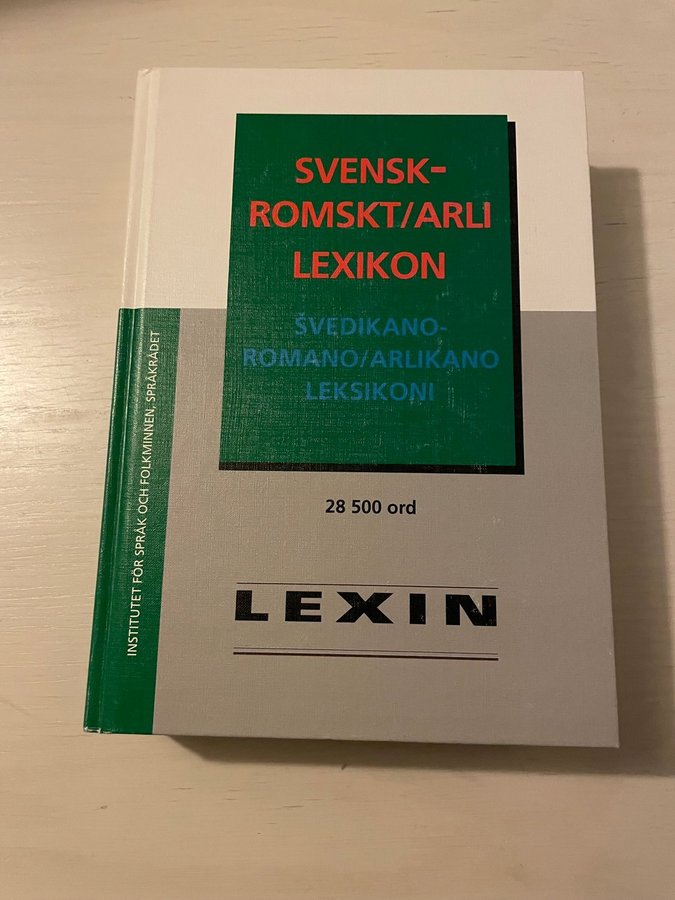 SVENSK-
ROMSKT/ARLI
LEXIKON
ŠVEDIKANO-
ROMANO/ARLIKANO
LEKSIKONI
28 500 ord
LEXIN
INSTITUTET FÖR SPRÅK OCH FOLKMINNEN, SPRÅKRÅDET